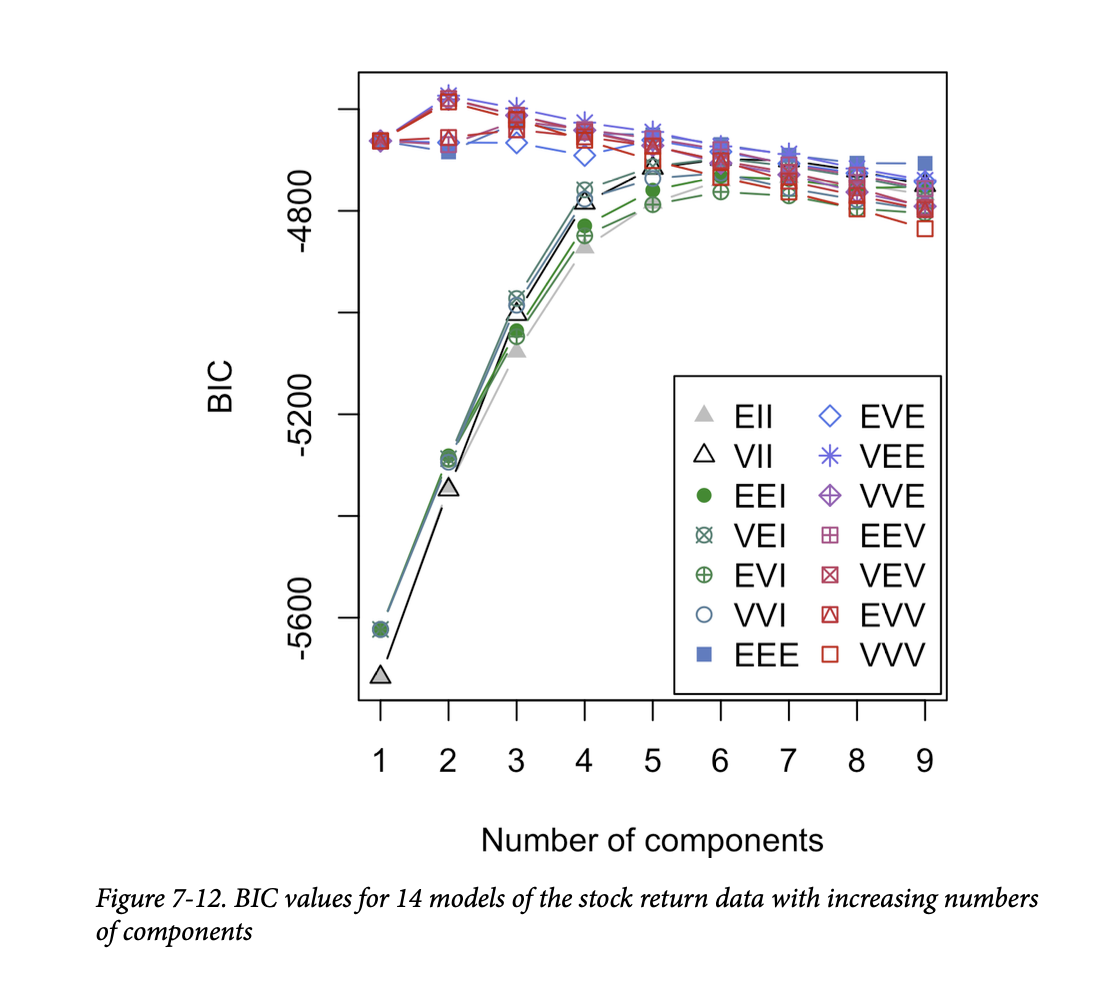 BIC
-4800
-5200
-5600
EII EVE
VII VEE
EEI VVE
VEI EEV
EVI VEV
VVI EVV
EEE VVV
1 2 3 4 5 6 7 8 9
Number of components
Figure 7-12. BIC values for 14 models of the stock return data with increasing numbers
of components